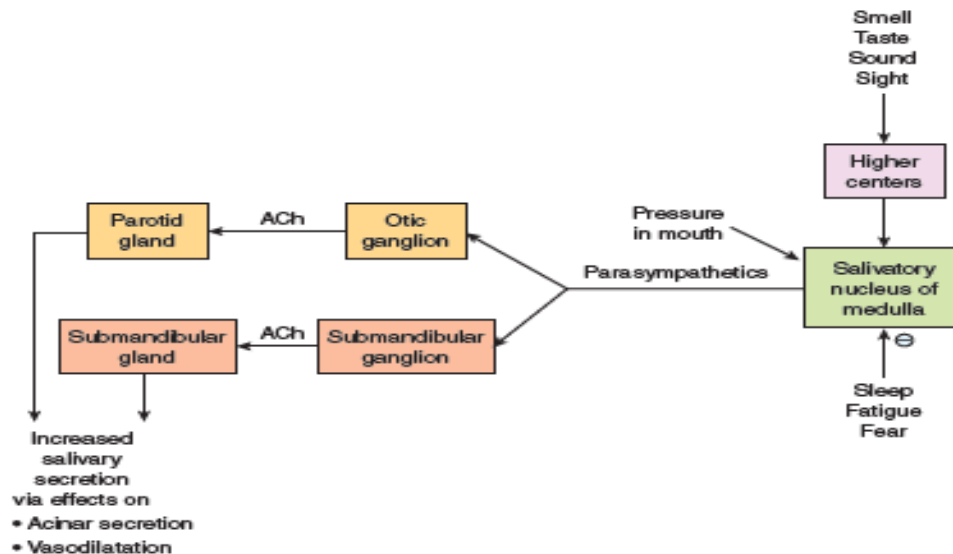 Smell
Taste
Sound
Sight
Higher
centers
Pressure
in mouth
Parotid
gland
ACh
Otic
ganglion
Parasympathetics
Salivatory
nucleus of
medulla
Submandibular
gland
ACh
Submandibular
ganglion
⊖
Sleep
Fatigue
Fear
Increased
salivary
secretion
via effects on
• Acinar secretion
• Vasodilatation